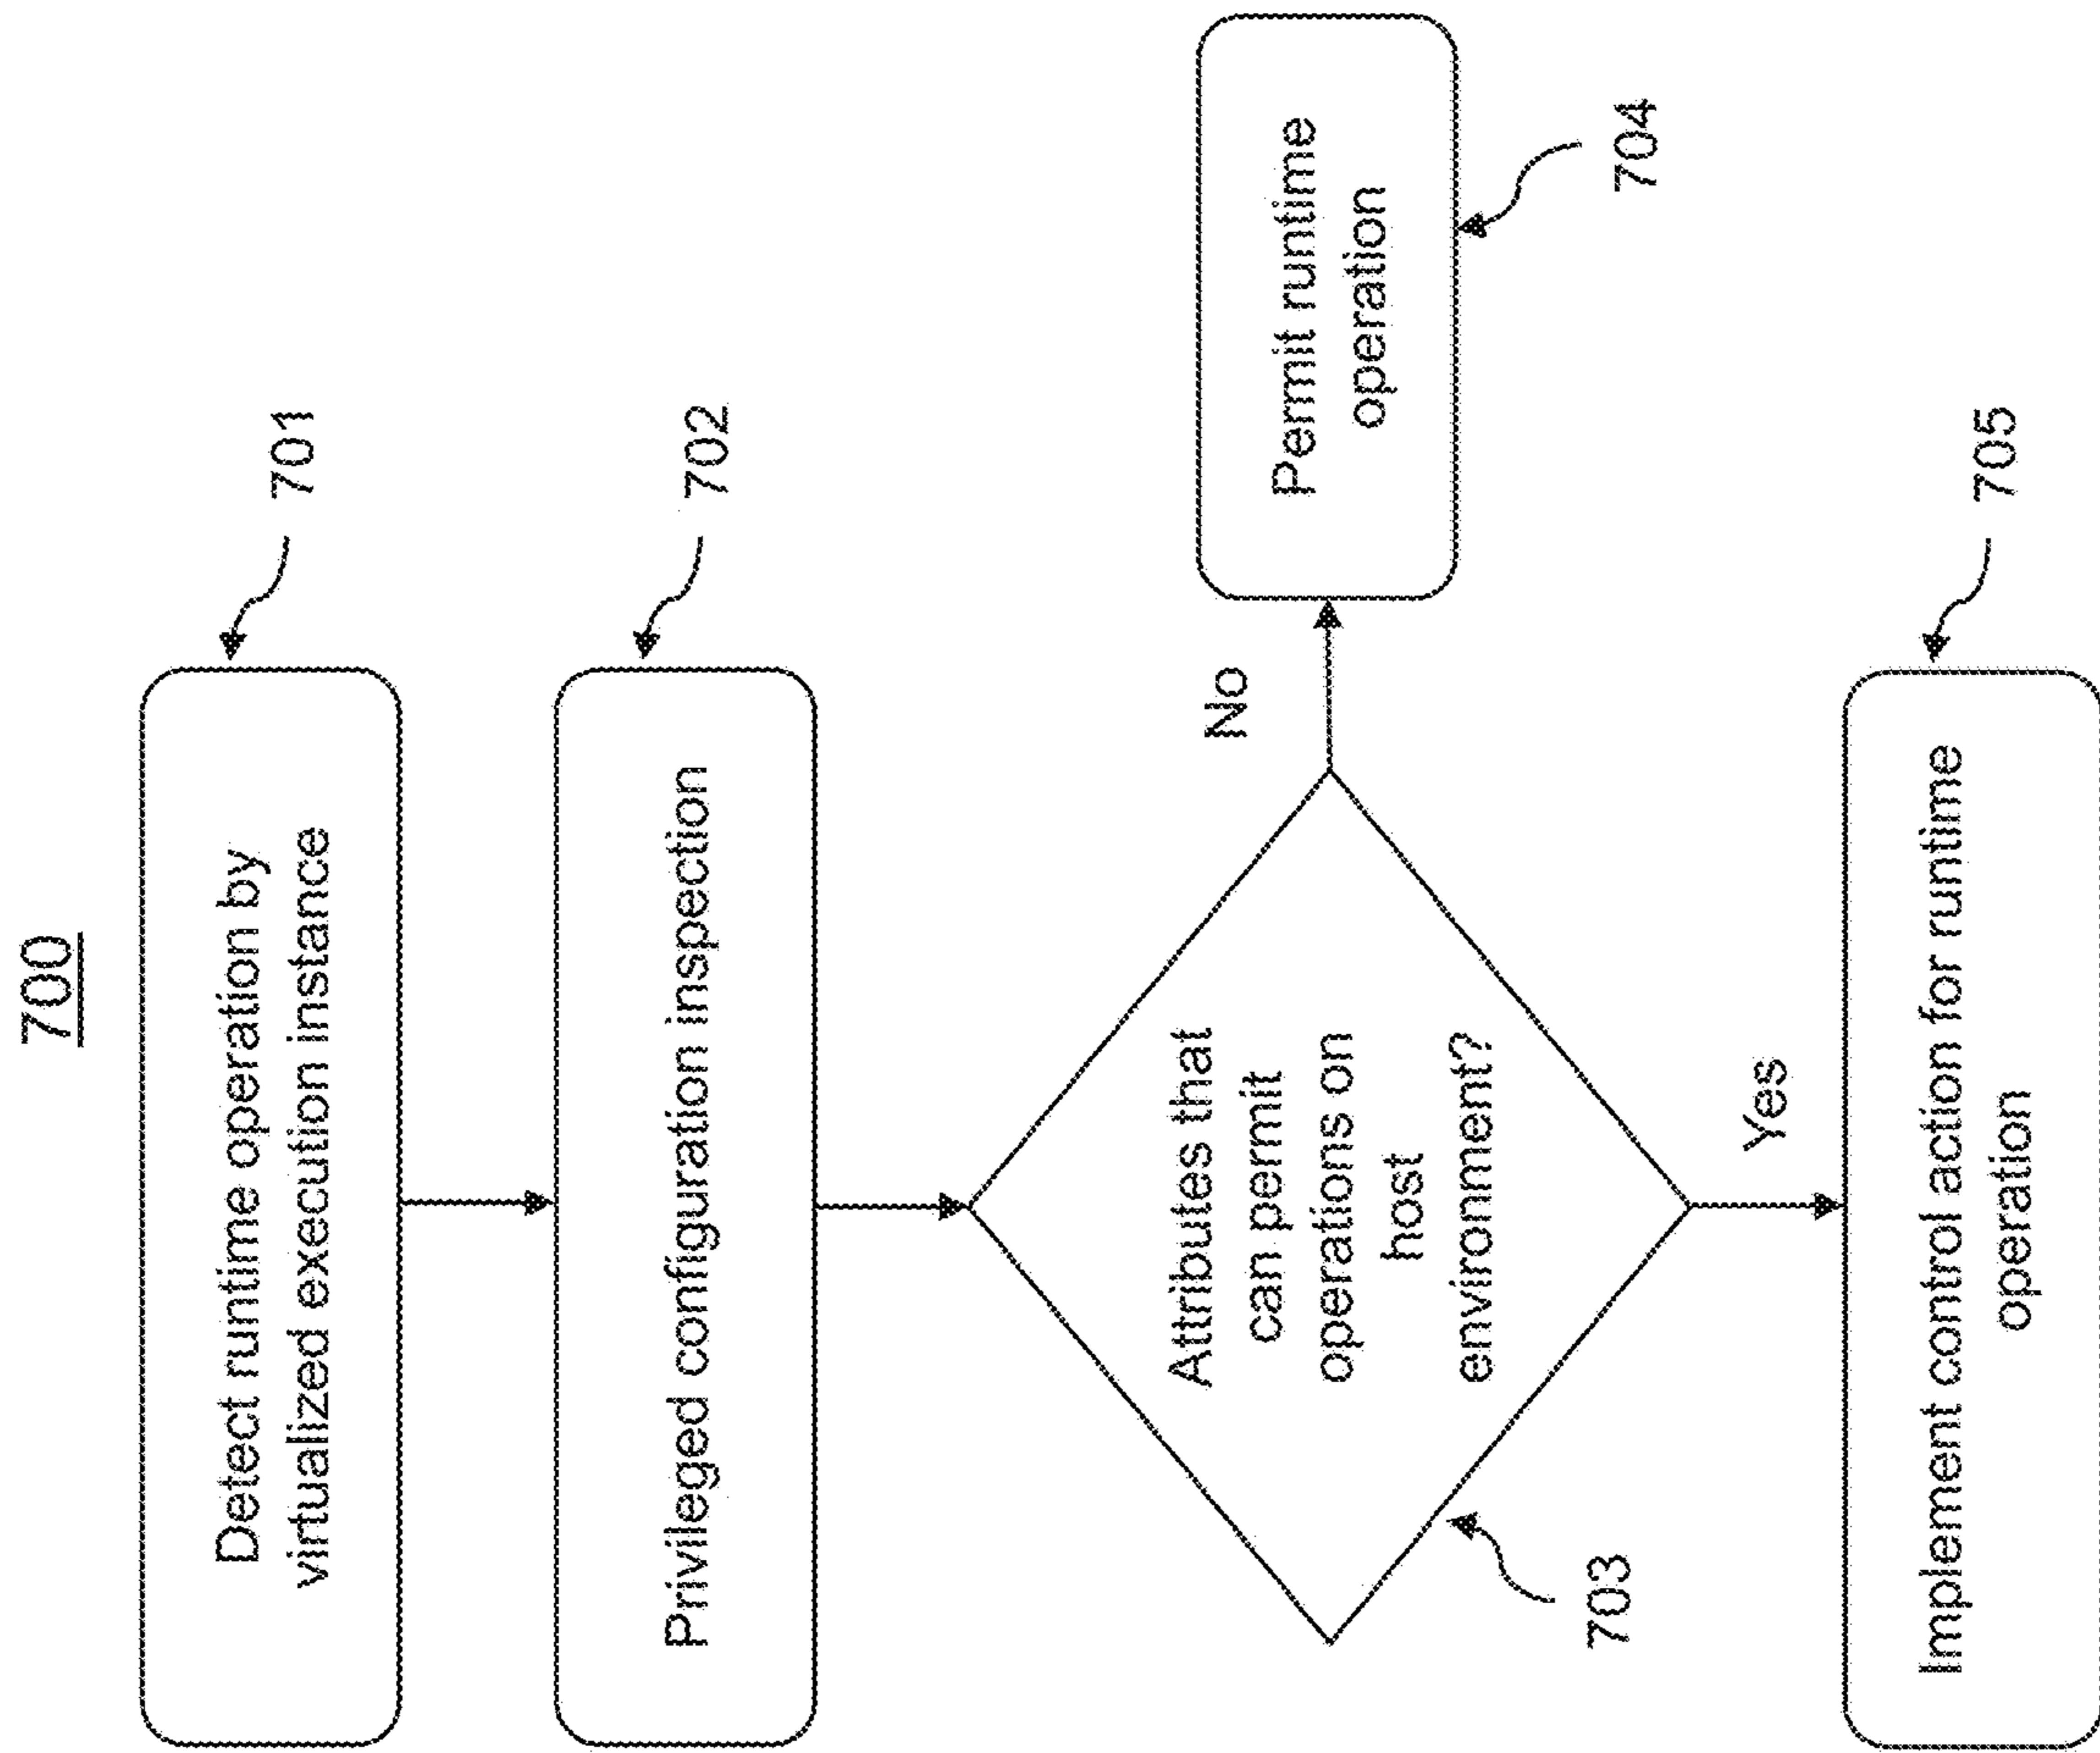 700
Detect runtime operation by
virtualized execution instance
701
Privileged configuration inspection
702
Attributes that
can permit
operations on
host
environment?
703
No
Permit runtime
operation
704
Yes
Implement control action for runtime
operation
705